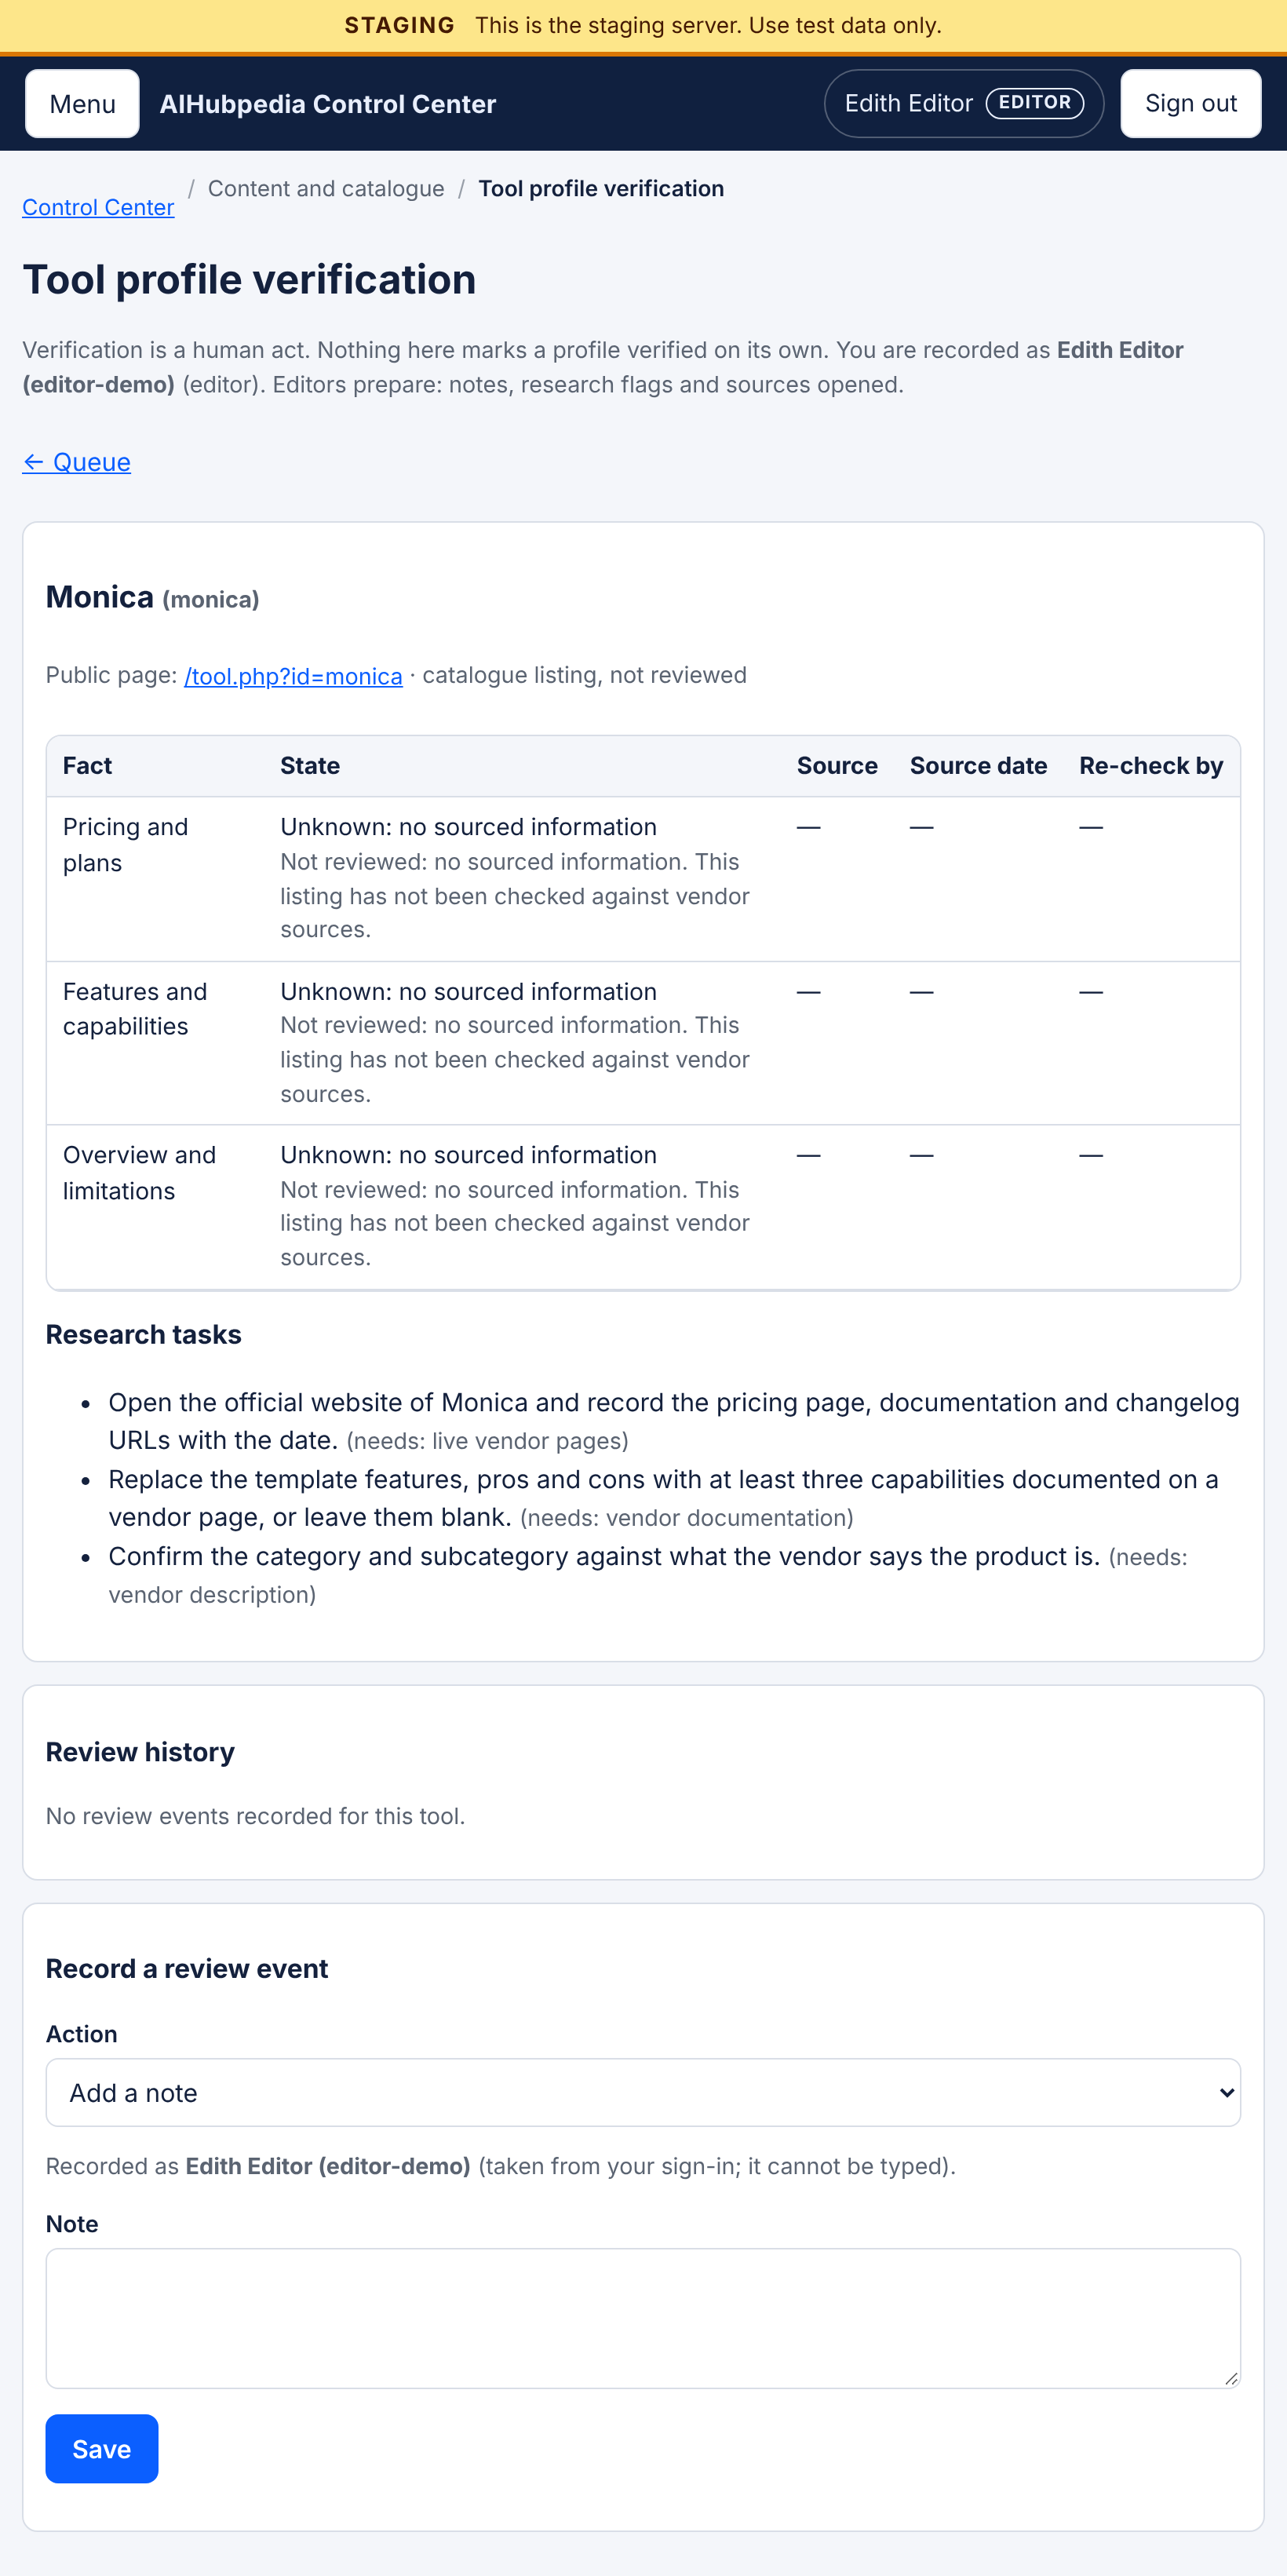 STAGING This is the staging server. Use test data only.
Menu AIHubpedia Control Center Edith Editor EDITOR Sign out
Control Center / Content and catalogue / Tool profile verification
Tool profile verification
Verification is a human act. Nothing here marks a profile verified on its own. You are recorded as Edith Editor
(editor-demo) (editor). Editors prepare: notes, research flags and sources opened.
← Queue
Monica (monica)
Public page: /tool.php?id=monica · catalogue listing, not reviewed
Fact State Source Source date Re-check by
Pricing and Unknown: no sourced information — — —
plans Not reviewed: no sourced information. This
listing has not been checked against vendor
sources.
Features and Unknown: no sourced information — — —
capabilities Not reviewed: no sourced information. This
listing has not been checked against vendor
sources.
Overview and Unknown: no sourced information — — —
limitations Not reviewed: no sourced information. This
listing has not been checked against vendor
sources.
Research tasks
• Open the official website of Monica and record the pricing page, documentation and changelog
URLs with the date. (needs: live vendor pages)
• Replace the template features, pros and cons with at least three capabilities documented on a
vendor page, or leave them blank. (needs: vendor documentation)
• Confirm the category and subcategory against what the vendor says the product is. (needs:
vendor description)
Review history
No review events recorded for this tool.
Record a review event
Action
Add a note
Recorded as Edith Editor (editor-demo) (taken from your sign-in; it cannot be typed).
Note
Save